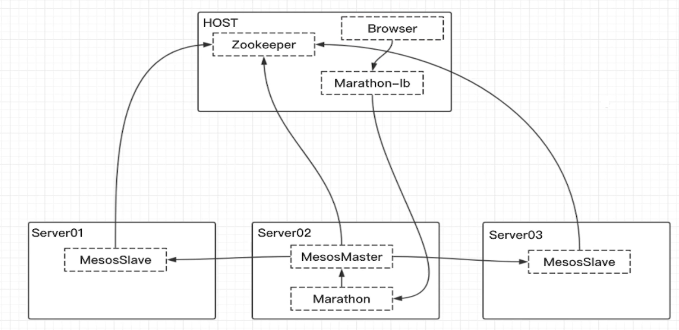 HOST
Browser
Zookeeper
Marathon-lb
Server01
MesosSlave
Server02
MesosMaster
Marathon
Server03
MesosSlave